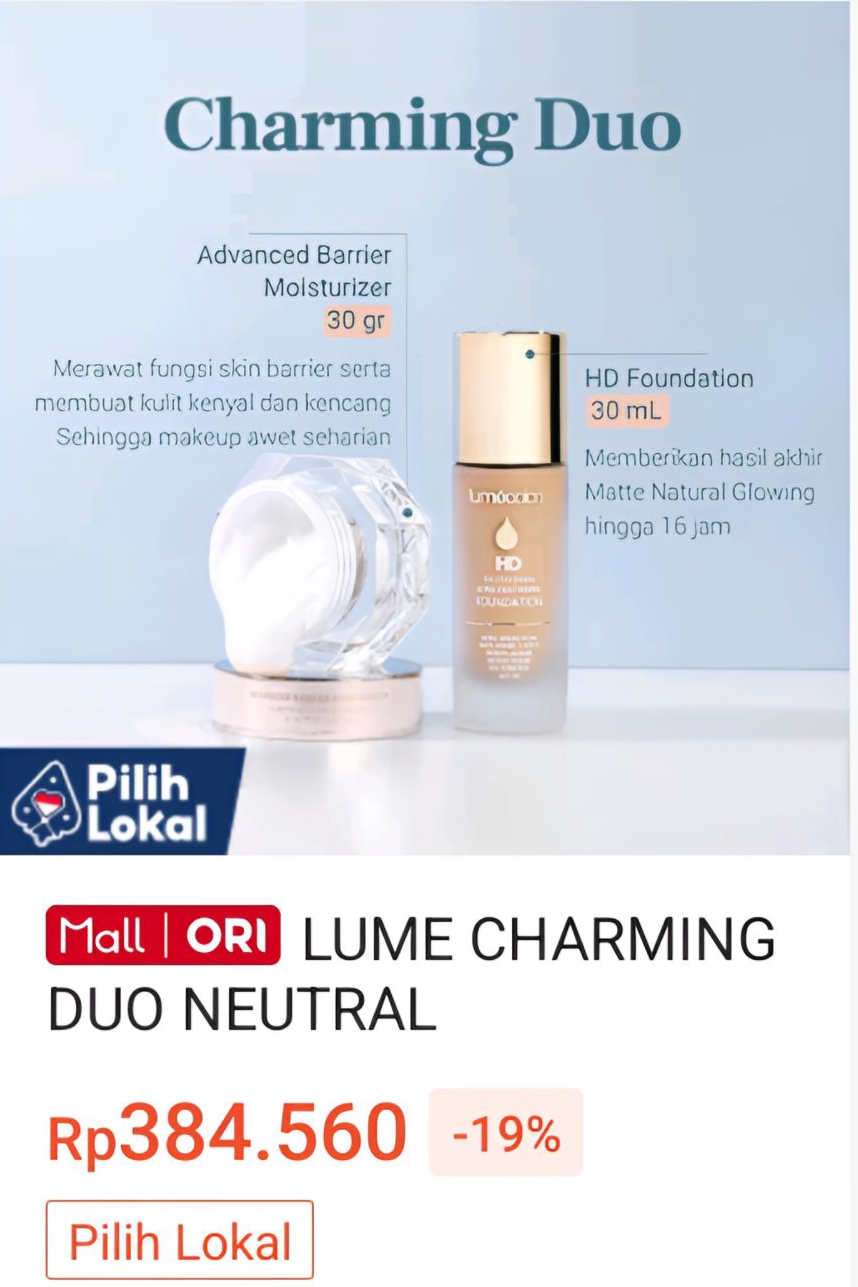 Charming Duo
Advanced Barrier
Moisturizer
30 gr
Merawat fungsi skin barrier serta
membuat kulit kenyal dan kencang
Sehingga makeup awet seharian
HD Foundation
30 mL
Memberikan hasil akhir
Matte Natural Glowing
hingga 16 jam
HD
Pilih
Lokal
Mall | ORI LUME CHARMING
DUO NEUTRAL
Rp384.560 -19%
Pilih Lokal